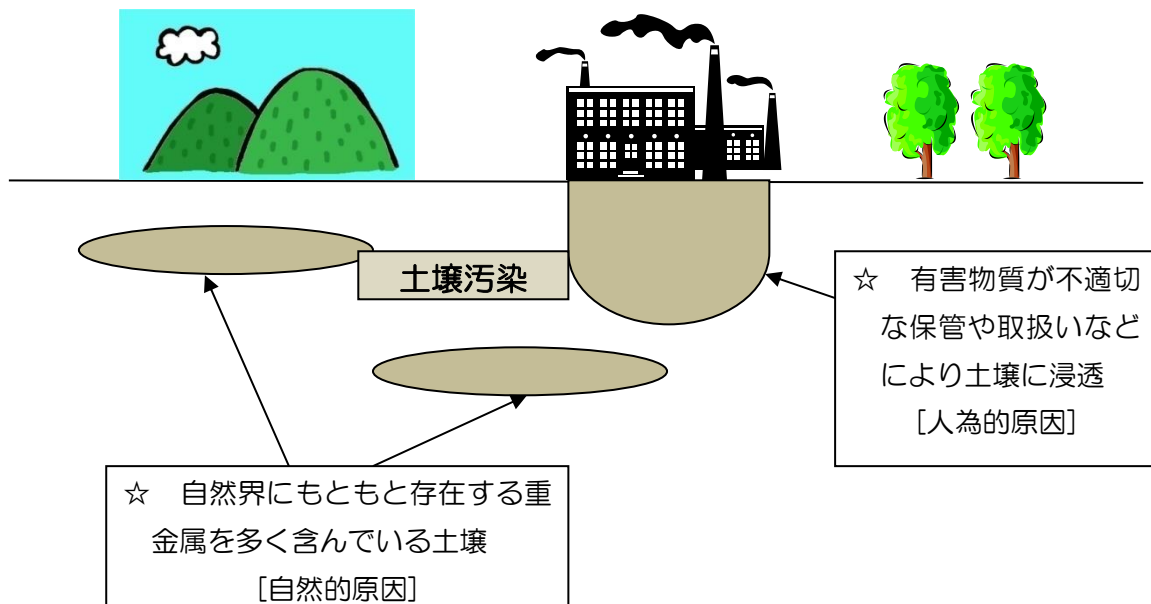 土壌汚染
☆　有害物質が不適切
な保管や取扱いなど
により土壌に浸透
[人為的原因]
☆　自然界にもともと存在する重
金属を多く含んでいる土壌
[自然的原因]